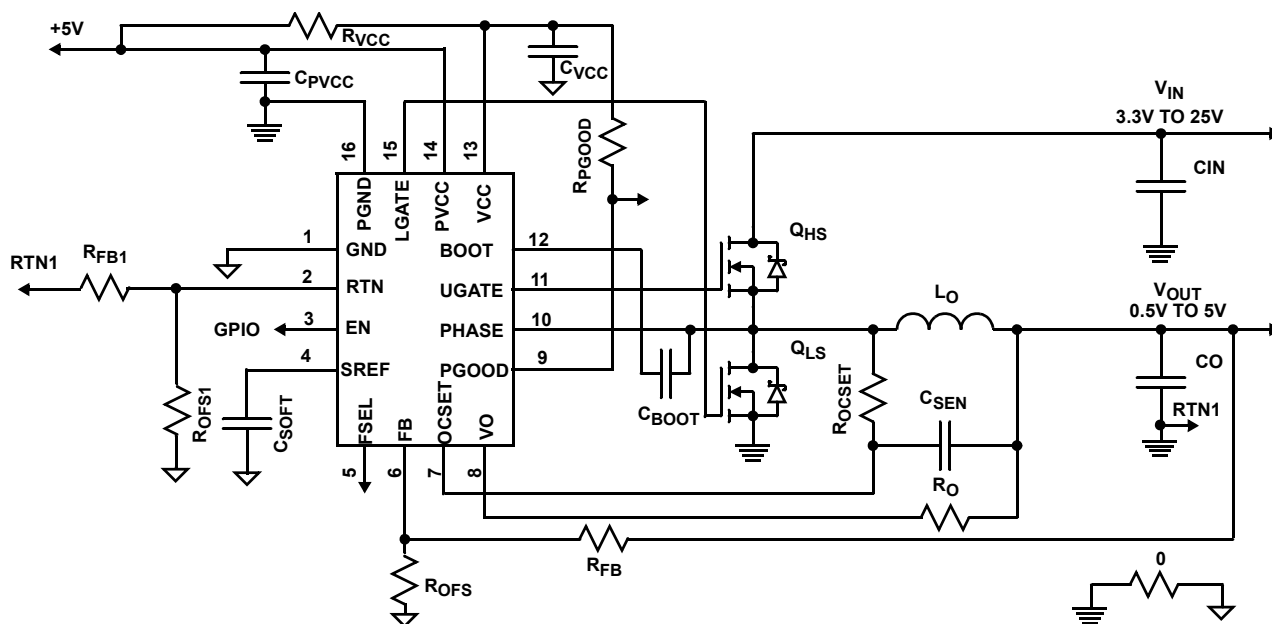 +5V
RVCC
CPVCC
CVCC
VIN
3.3V TO 25V
CIN
RPGOOD
16
15
14
13
PGND
LGATE
PVCC
VCC
1
GND
BOOT
12
QHS
RTN1
RFB1
2
RTN
UGATE
11
GPIO
3
EN
PHASE
10
LO
VOUT
0.5V TO 5V
4
SREF
PGOOD
9
QLS
CO
ROFS1
CSOFT
FSEL
FB
OCSET
VO
CBOOT
ROCSET
CSEN
RTN1
5
6
7
8
RO
RFB
ROFS
0